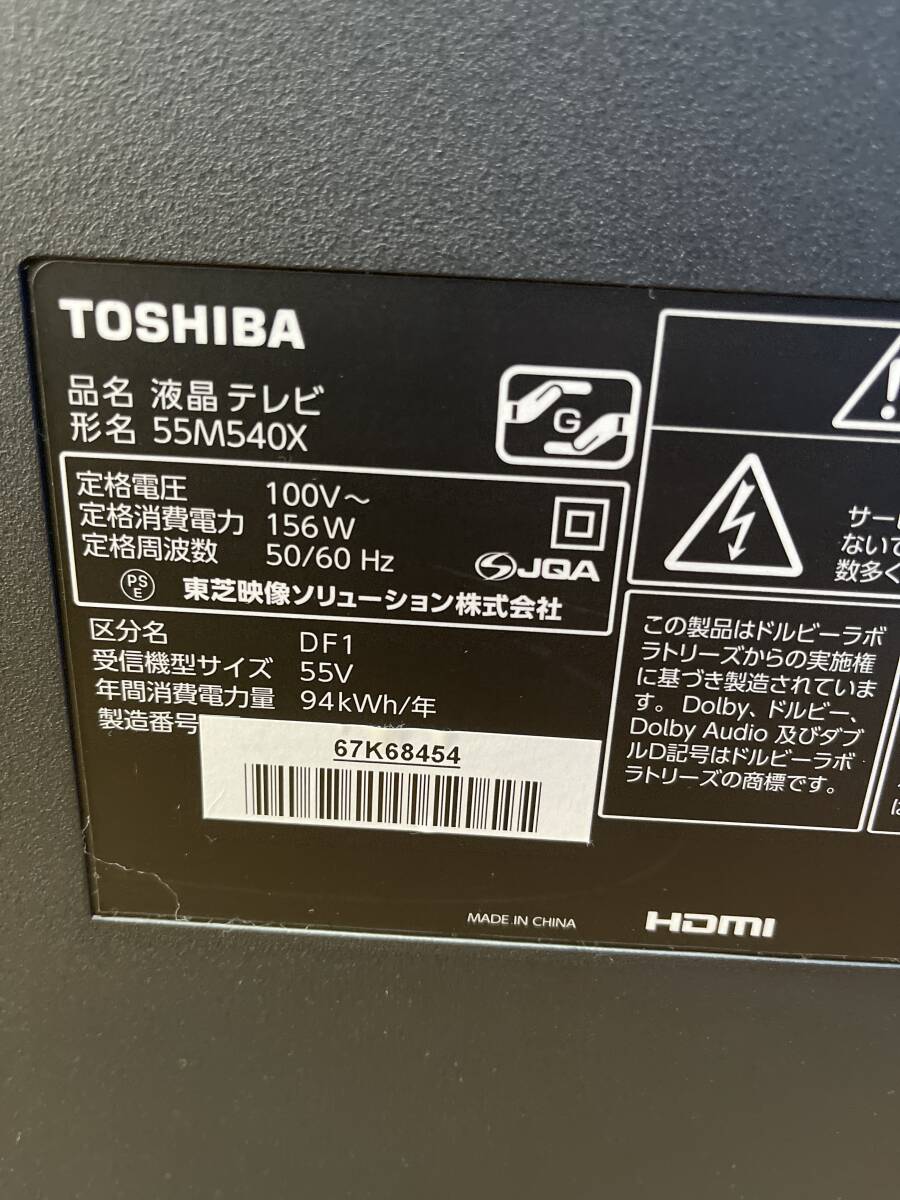 TOSHIBA
品名 液晶テレビ
形名 55M540X
G
定格電圧 100V～
定格消費電力 156W
定格周波数 50/60 Hz
JQA
PS
E
東芝映像ソリューション株式会社
区分名 DF1
受信機型サイズ 55V
年間消費電力量 94kWh/年
製造番号
67K68454
サー
ないで
数多く
この製品はドルビーラボ
ラトリーズからの実施権
に基づき製造されていま
す。Dolby、ドルビー、
Dolby Audio 及びダブ
ルD記号はドルビーラボ
ラトリーズの商標です。
は
MADE IN CHINA
HDMI